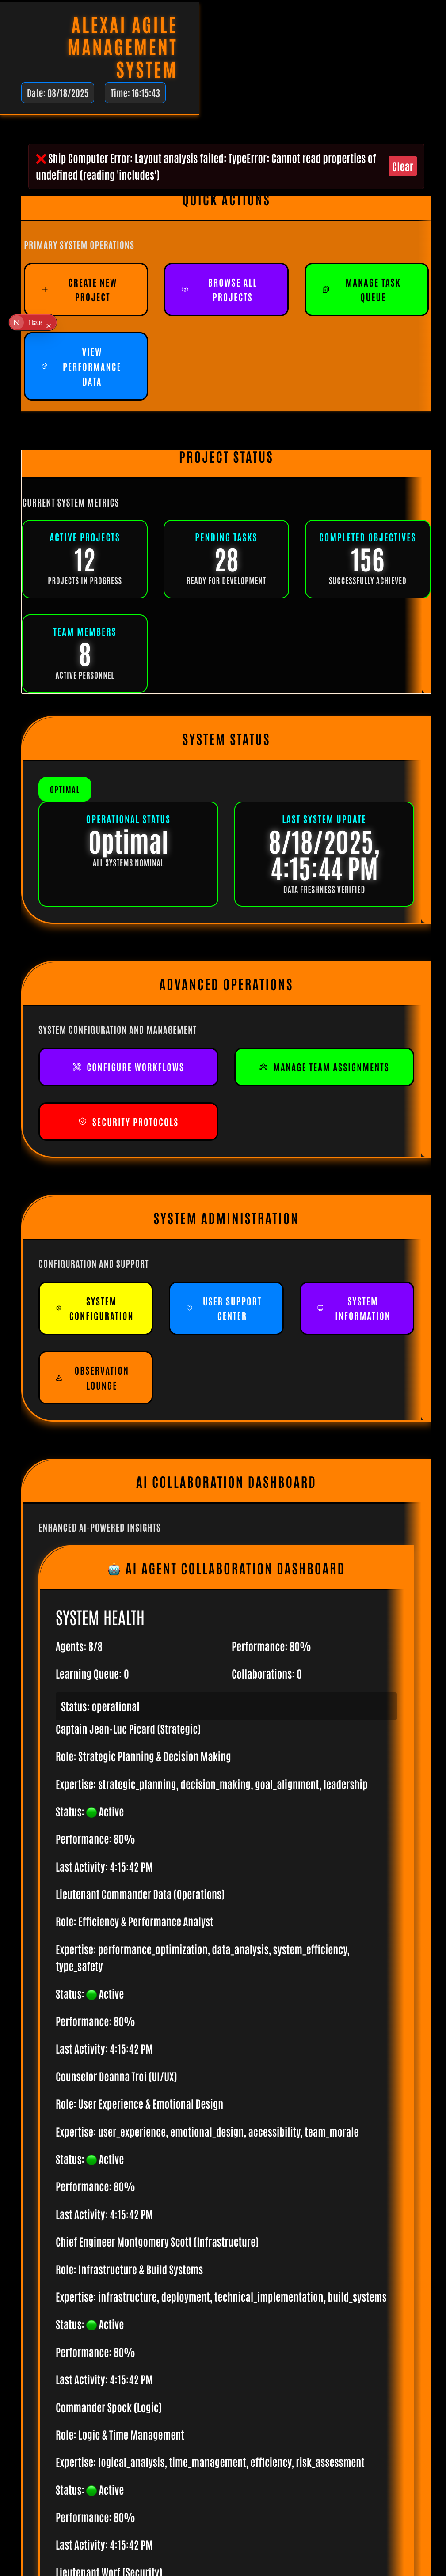 ALEXAI AGILE
MANAGEMENT
SYSTEM
Date: 08/18/2025
Time: 16:15:43
❌ Ship Computer Error: Layout analysis failed: TypeError: Cannot read properties of
undefined (reading 'includes')
Clear
QUICK ACTIONS
PRIMARY SYSTEM OPERATIONS
CREATE NEW
PROJECT
BROWSE ALL
PROJECTS
MANAGE TASK
QUEUE
N 1 Issue ×
VIEW
PERFORMANCE
DATA
PROJECT STATUS
CURRENT SYSTEM METRICS
ACTIVE PROJECTS
12
PROJECTS IN PROGRESS
PENDING TASKS
28
READY FOR DEVELOPMENT
COMPLETED OBJECTIVES
156
SUCCESSFULLY ACHIEVED
TEAM MEMBERS
8
ACTIVE PERSONNEL
SYSTEM STATUS
OPTIMAL
OPERATIONAL STATUS
Optimal
ALL SYSTEMS NOMINAL
LAST SYSTEM UPDATE
8/18/2025,
4:15:44 PM
DATA FRESHNESS VERIFIED
ADVANCED OPERATIONS
SYSTEM CONFIGURATION AND MANAGEMENT
CONFIGURE WORKFLOWS
MANAGE TEAM ASSIGNMENTS
SECURITY PROTOCOLS
SYSTEM ADMINISTRATION
CONFIGURATION AND SUPPORT
SYSTEM
CONFIGURATION
USER SUPPORT
CENTER
SYSTEM
INFORMATION
OBSERVATION
LOUNGE
AI COLLABORATION DASHBOARD
ENHANCED AI-POWERED INSIGHTS
🤖 AI AGENT COLLABORATION DASHBOARD
SYSTEM HEALTH
Agents: 8/8
Performance: 80%
Learning Queue: 0
Collaborations: 0
Status: operational
Captain Jean-Luc Picard (Strategic)
Role: Strategic Planning & Decision Making
Expertise: strategic_planning, decision_making, goal_alignment, leadership
Status: 🟢 Active
Performance: 80%
Last Activity: 4:15:42 PM
Lieutenant Commander Data (Operations)
Role: Efficiency & Performance Analyst
Expertise: performance_optimization, data_analysis, system_efficiency,
type_safety
Status: 🟢 Active
Performance: 80%
Last Activity: 4:15:42 PM
Counselor Deanna Troi (UI/UX)
Role: User Experience & Emotional Design
Expertise: user_experience, emotional_design, accessibility, team_morale
Status: 🟢 Active
Performance: 80%
Last Activity: 4:15:42 PM
Chief Engineer Montgomery Scott (Infrastructure)
Role: Infrastructure & Build Systems
Expertise: infrastructure, deployment, technical_implementation, build_systems
Status: 🟢 Active
Performance: 80%
Last Activity: 4:15:42 PM
Commander Spock (Logic)
Role: Logic & Time Management
Expertise: logical_analysis, time_management, efficiency, risk_assessment
Status: 🟢 Active
Performance: 80%
Last Activity: 4:15:42 PM
Lieutenant Worf (Security)